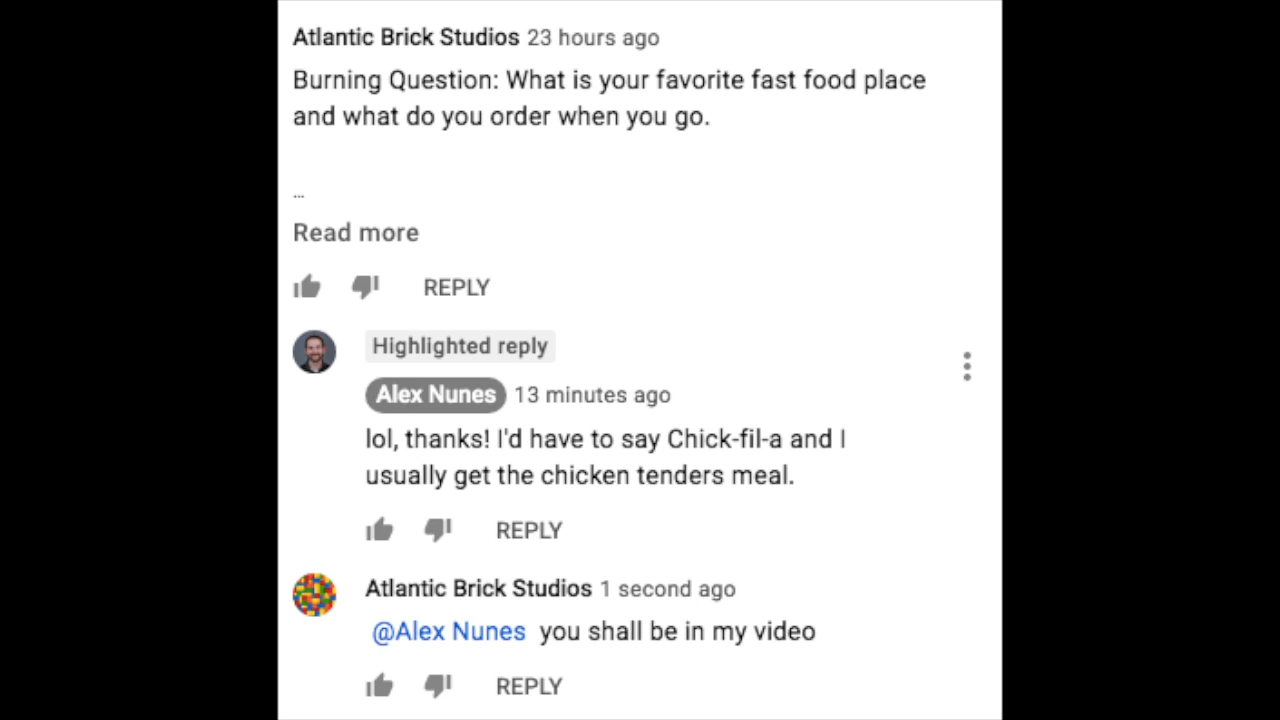 Atlantic Brick Studios 23 hours ago
Burning Question: What is your favorite fast food place
and what do you order when you go.
...
Read more
REPLY
Highlighted reply
Alex Nunes 13 minutes ago
lol, thanks! I'd have to say Chick-fil-a and I
usually get the chicken tenders meal.
REPLY
Atlantic Brick Studios 1 second ago
@Alex Nunes you shall be in my video
REPLY